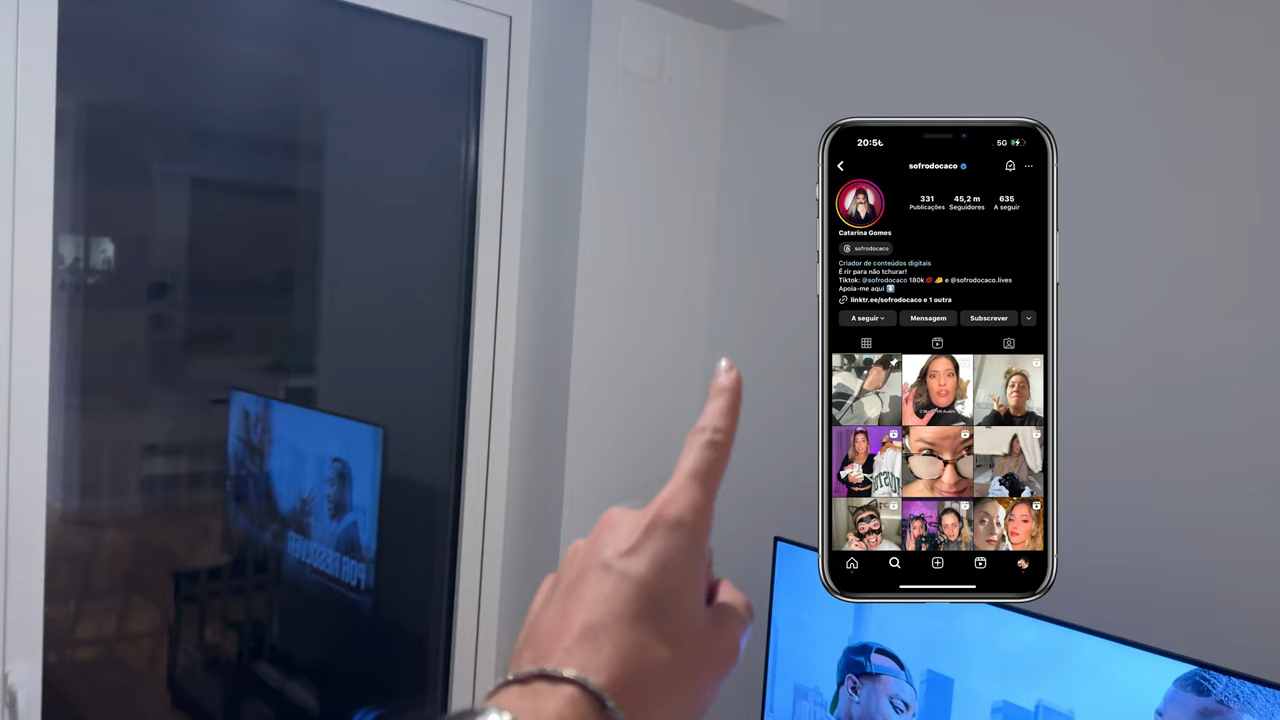 20:56
5G
sofrodocaco
331
45,2 m
635
Publicações
Seguidores
A seguir
Catarina Gomes
sofrodocaco
Criador de conteúdos digitais
É rir para não tchurar!
Tiktok: @sofrodocaco 180k 💋 🌮 e @sofrodocaco.lives
Apoia-me aqui ⬇️
linktr.ee/sofrodocaco e 1 outra
A seguir
Mensagem
Subscrever
POR RESOLVER